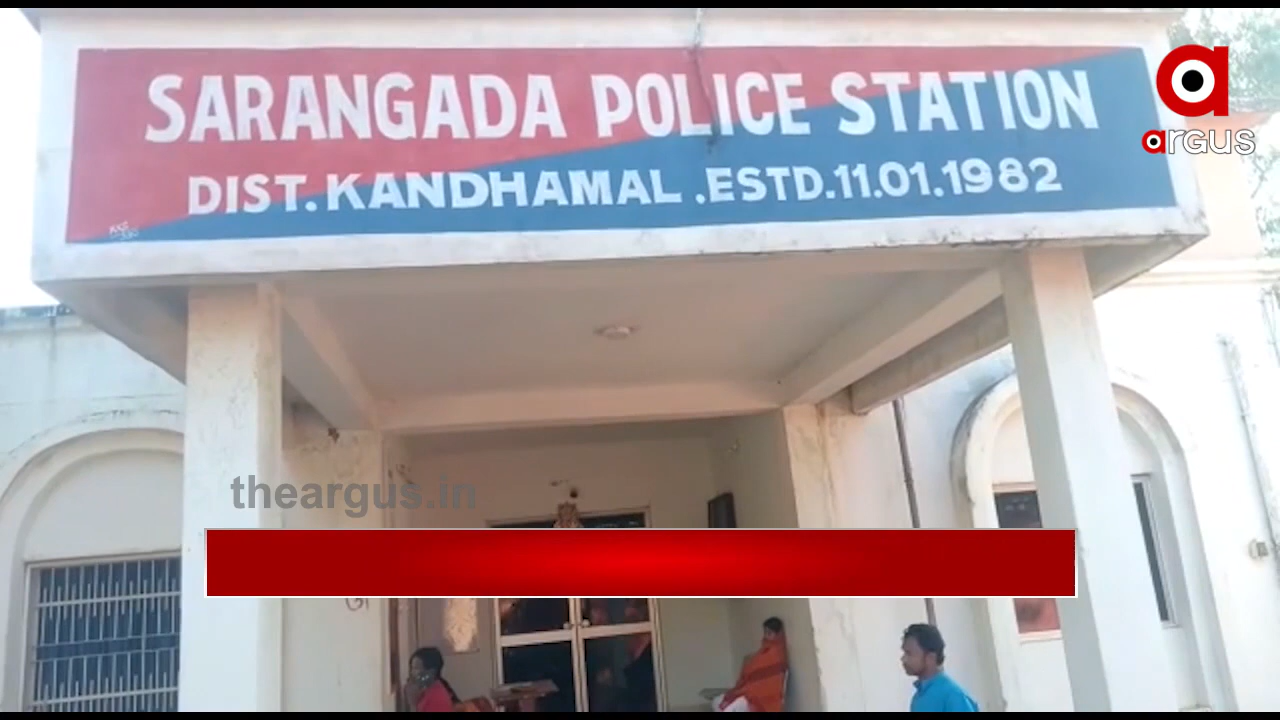 SARANGADA POLICE STATION
DIST. KANDHAMAL .ESTD.11.01.1982
argus
theargus.in